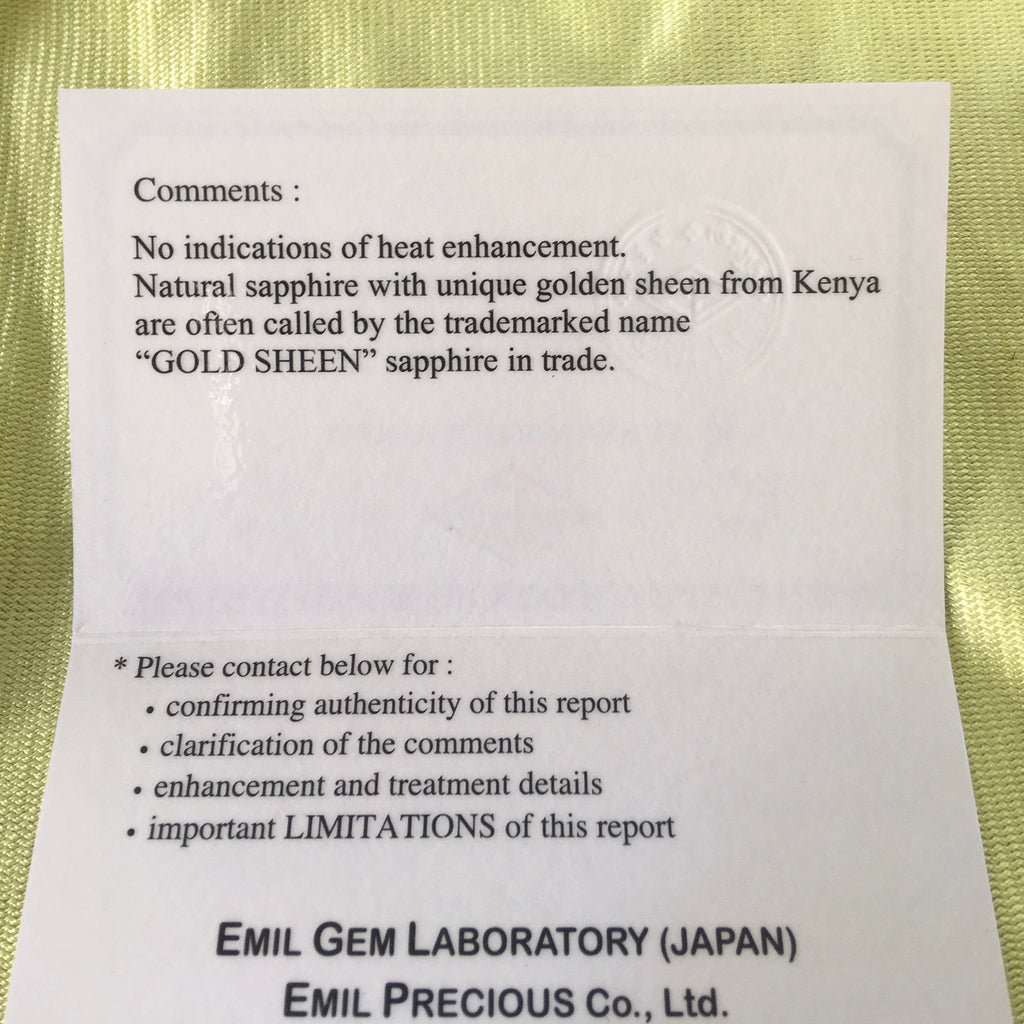 Comments :
No indications of heat enhancement.
Natural sapphire with unique golden sheen from Kenya
are often called by the trademarked name
“GOLD SHEEN” sapphire in trade.
* Please contact below for :
• confirming authenticity of this report
• clarification of the comments
• enhancement and treatment details
• important LIMITATIONS of this report
EMIL GEM LABORATORY (JAPAN)
EMIL PRECIOUS Co., Ltd.